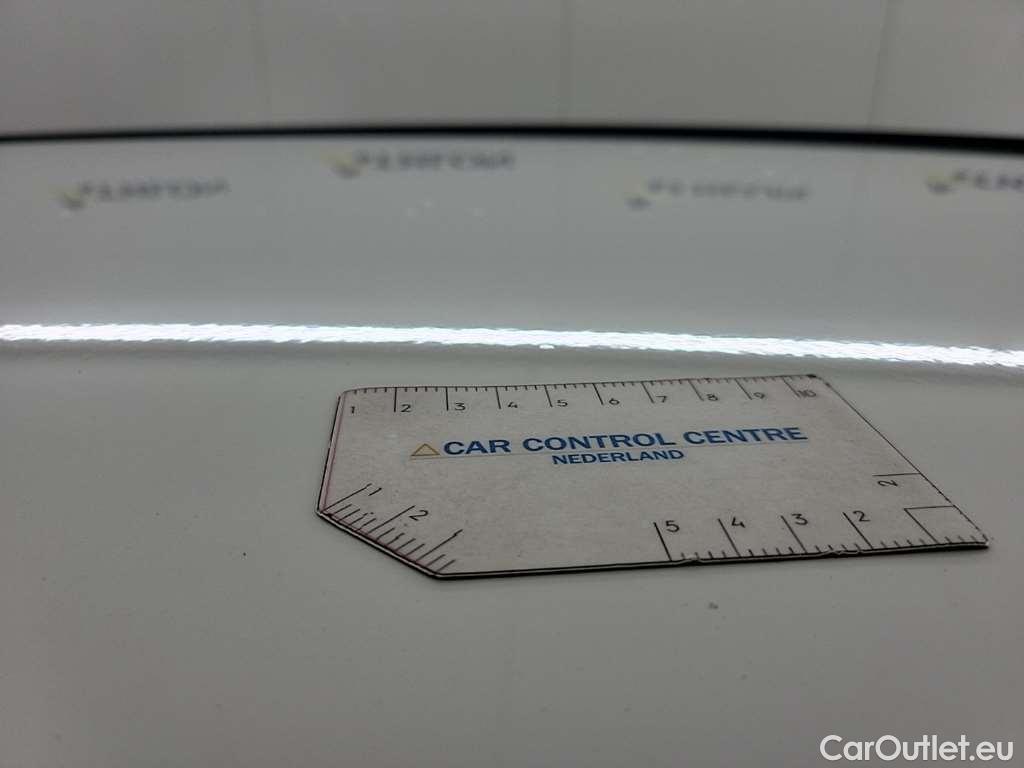 1 2 3 4 5 6 7 8 9 10
CAR CONTROL CENTRE
NEDERLAND
1 2
5 4 3 2
2
CarOutlet.eu